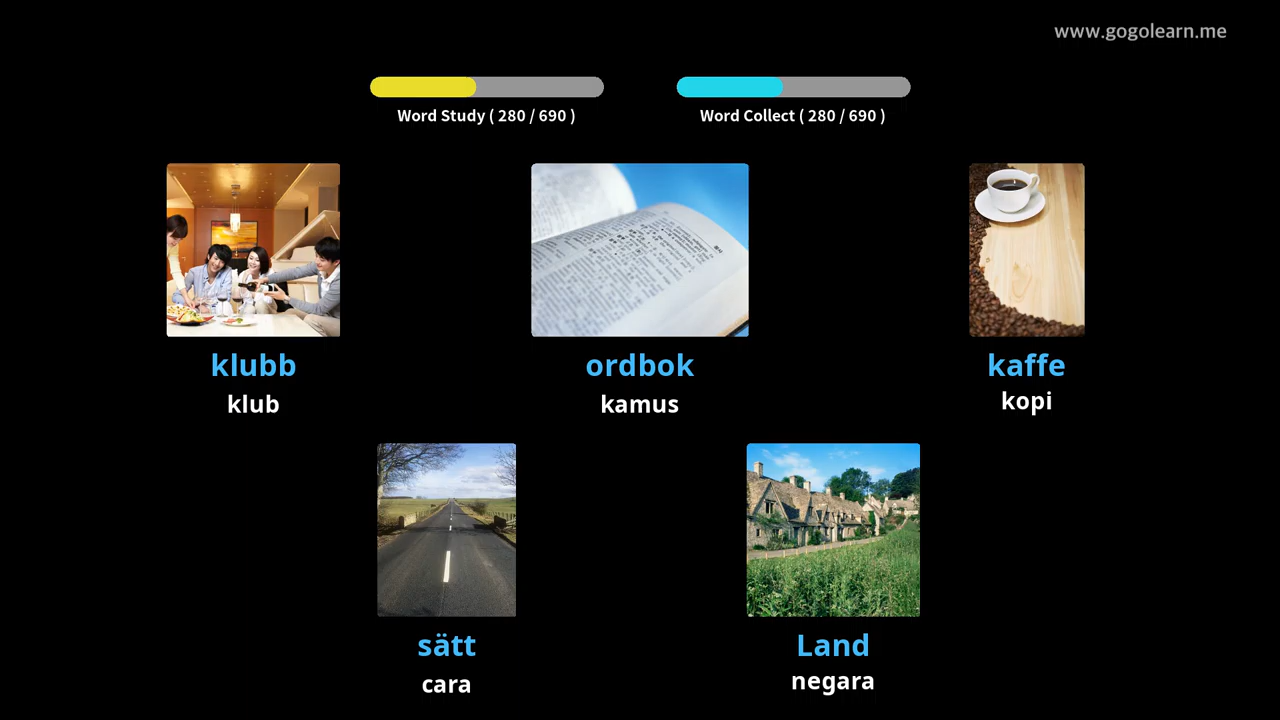 www.gogolearn.me
Word Study ( 280 / 690 )
Word Collect ( 280 / 690 )
klubb
klub
ordbok
kamus
kaffe
kopi
sätt
cara
Land
negara